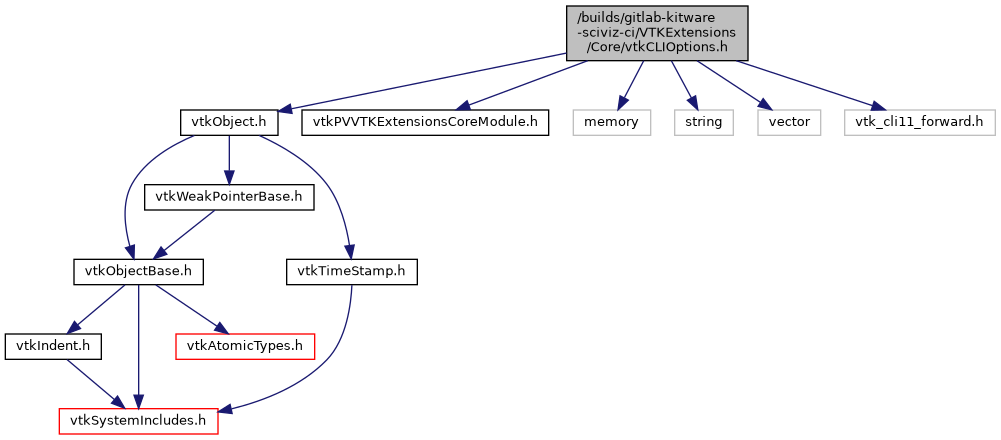 /builds/gitlab-kitware
-sciviz-ci/VTKExtensions
/Core/vtkCLIOptions.h
vtkObject.h
vtkPVVTKExtensionsCoreModule.h
memory
string
vector
vtk_cli11_forward.h
vtkWeakPointerBase.h
vtkObjectBase.h
vtkTimeStamp.h
vtkIndent.h
vtkAtomicTypes.h
vtkSystemIncludes.h